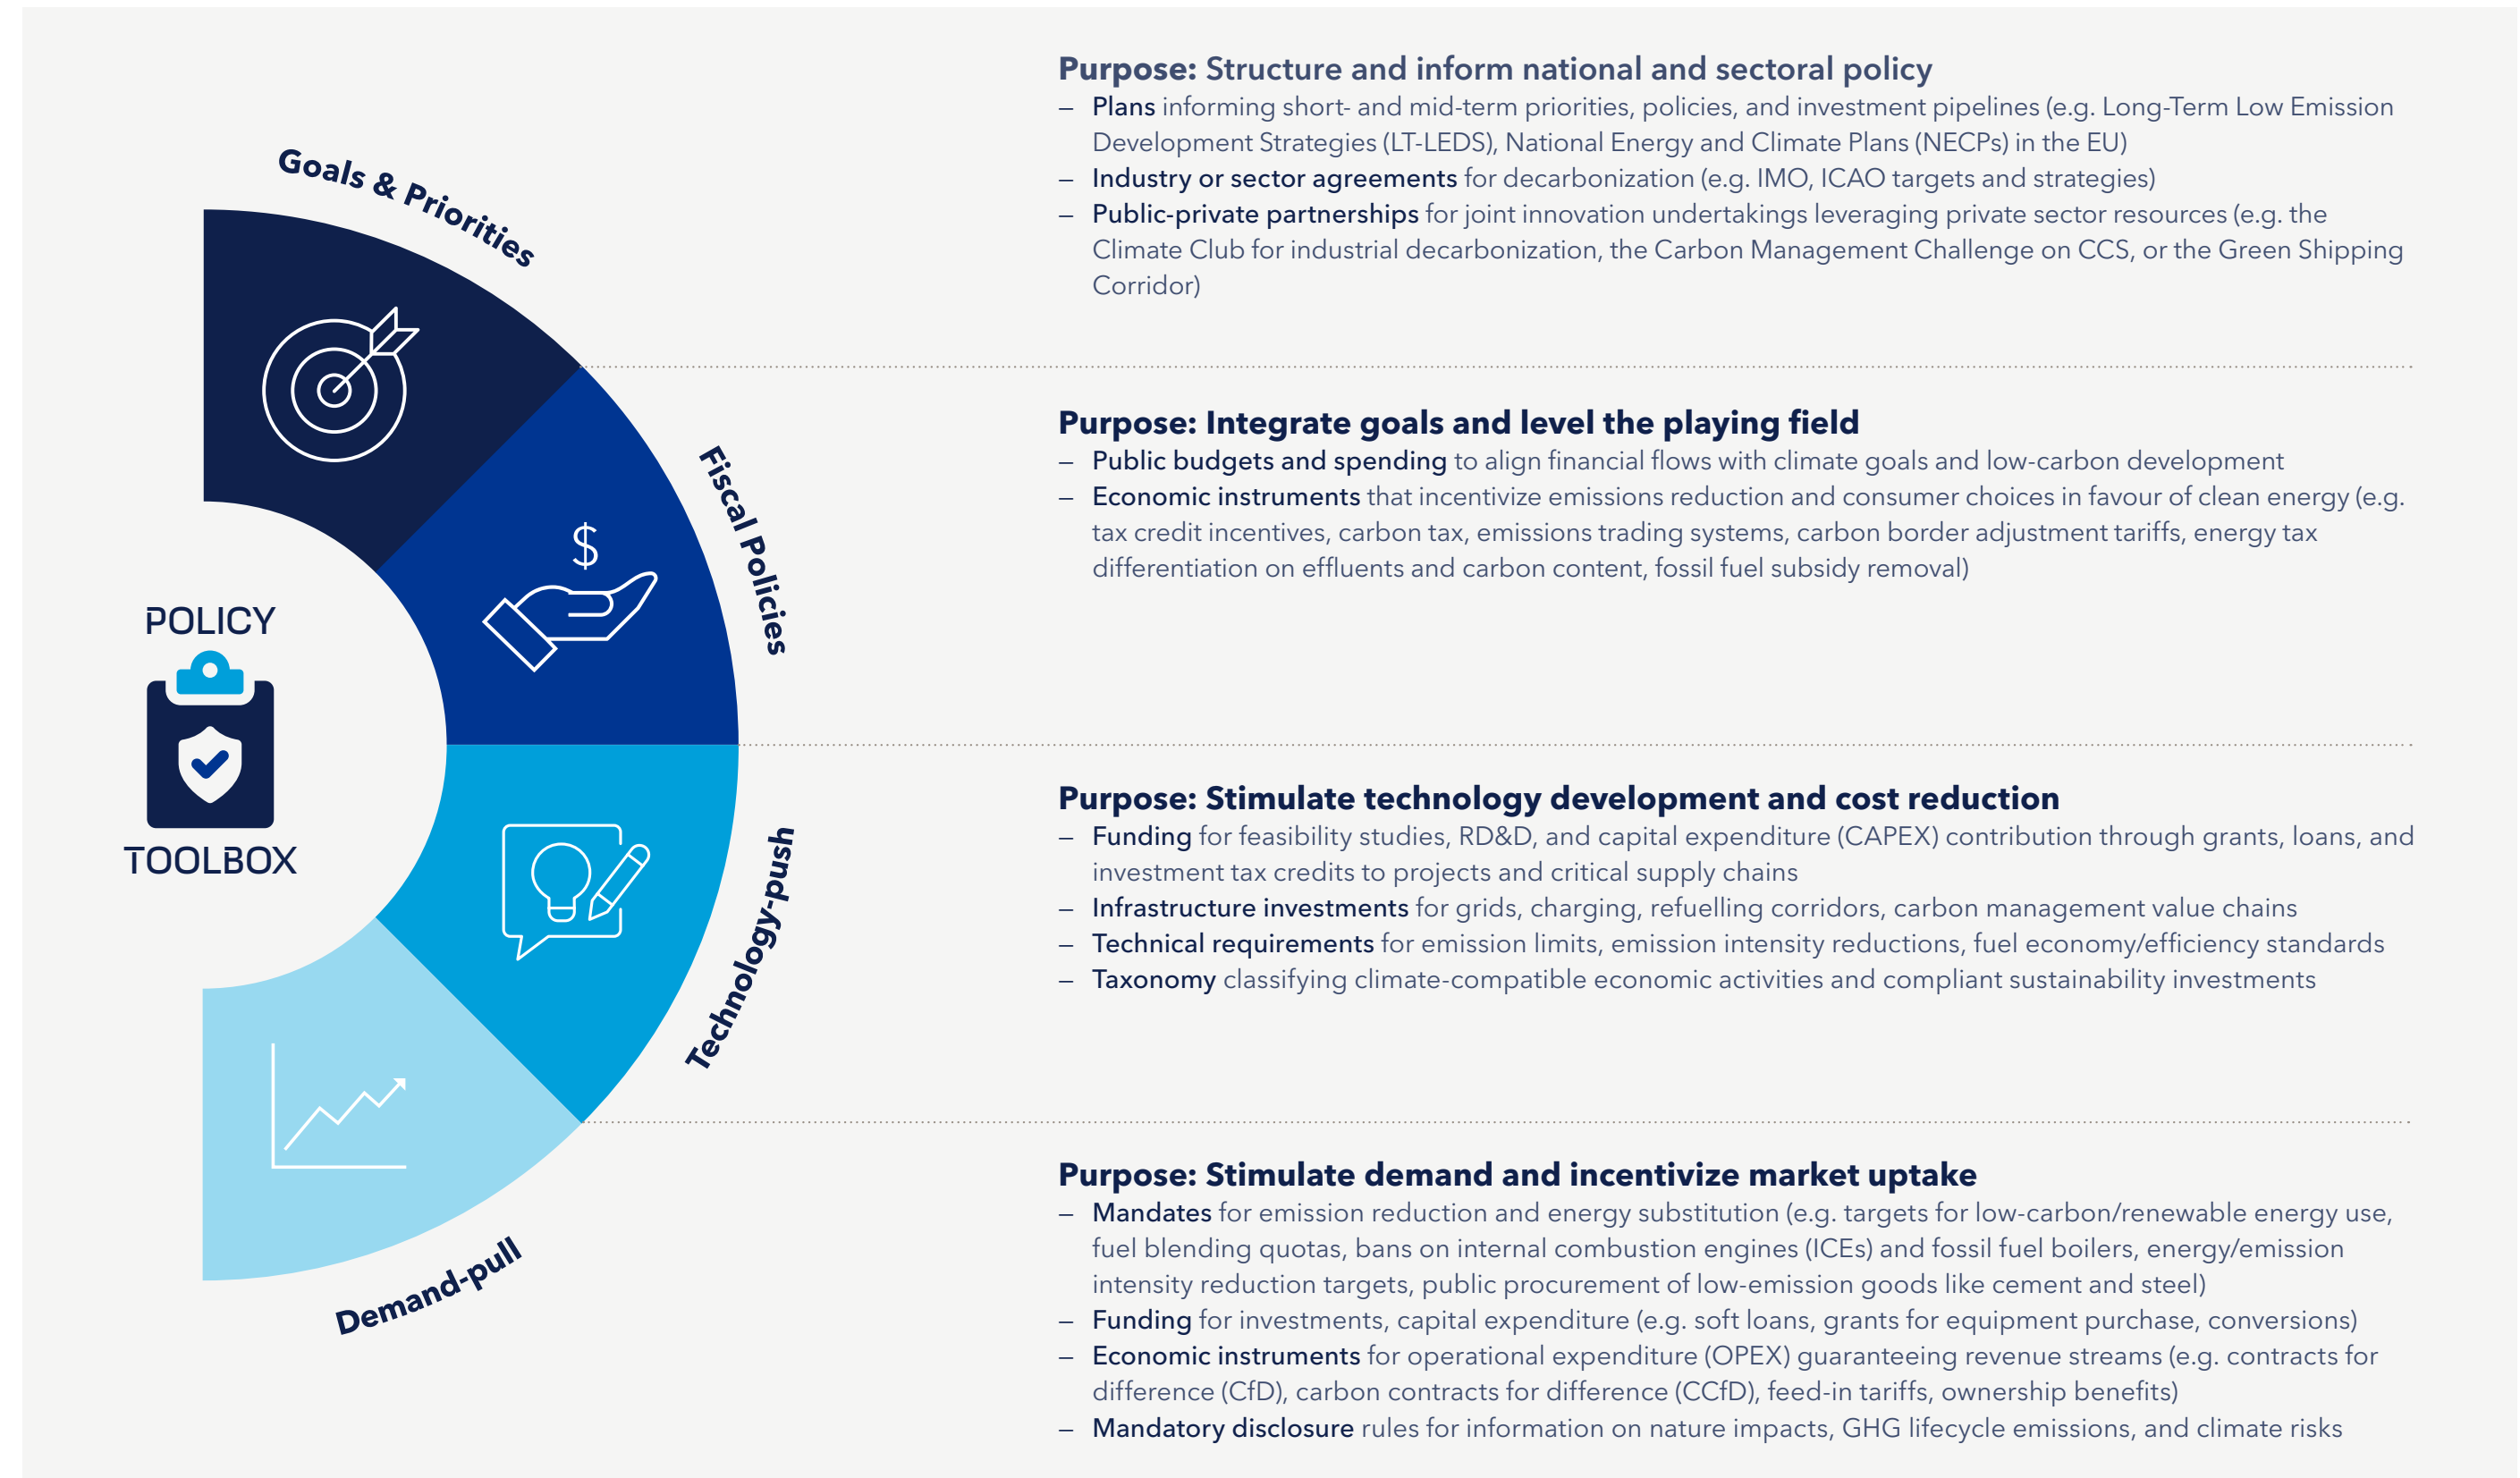 POLICY
TOOLBOX
Goals & Priorities
Purpose: Structure and inform national and sectoral policy
– Plans informing short- and mid-term priorities, policies, and investment pipelines (e.g. Long-Term Low Emission
Development Strategies (LT-LEDS), National Energy and Climate Plans (NECPs) in the EU)
– Industry or sector agreements for decarbonization (e.g. IMO, ICAO targets and strategies)
– Public-private partnerships for joint innovation undertakings leveraging private sector resources (e.g. the
Climate Club for industrial decarbonization, the Carbon Management Challenge on CCS, or the Green Shipping
Corridor)
Fiscal Policies
$
Purpose: Integrate goals and level the playing field
– Public budgets and spending to align financial flows with climate goals and low-carbon development
– Economic instruments that incentivize emissions reduction and consumer choices in favour of clean energy (e.g.
tax credit incentives, carbon tax, emissions trading systems, carbon border adjustment tariffs, energy tax
differentiation on effluents and carbon content, fossil fuel subsidy removal)
Technology-push
Purpose: Stimulate technology development and cost reduction
– Funding for feasibility studies, RD&D, and capital expenditure (CAPEX) contribution through grants, loans, and
investment tax credits to projects and critical supply chains
– Infrastructure investments for grids, charging, refuelling corridors, carbon management value chains
– Technical requirements for emission limits, emission intensity reductions, fuel economy/efficiency standards
– Taxonomy classifying climate-compatible economic activities and compliant sustainability investments
Demand-pull
Purpose: Stimulate demand and incentivize market uptake
– Mandates for emission reduction and energy substitution (e.g. targets for low-carbon/renewable energy use,
fuel blending quotas, bans on internal combustion engines (ICEs) and fossil fuel boilers, energy/emission
intensity reduction targets, public procurement of low-emission goods like cement and steel)
– Funding for investments, capital expenditure (e.g. soft loans, grants for equipment purchase, conversions)
– Economic instruments for operational expenditure (OPEX) guaranteeing revenue streams (e.g. contracts for
difference (CfD), carbon contracts for difference (CCfD), feed-in tariffs, ownership benefits)
– Mandatory disclosure rules for information on nature impacts, GHG lifecycle emissions, and climate risks